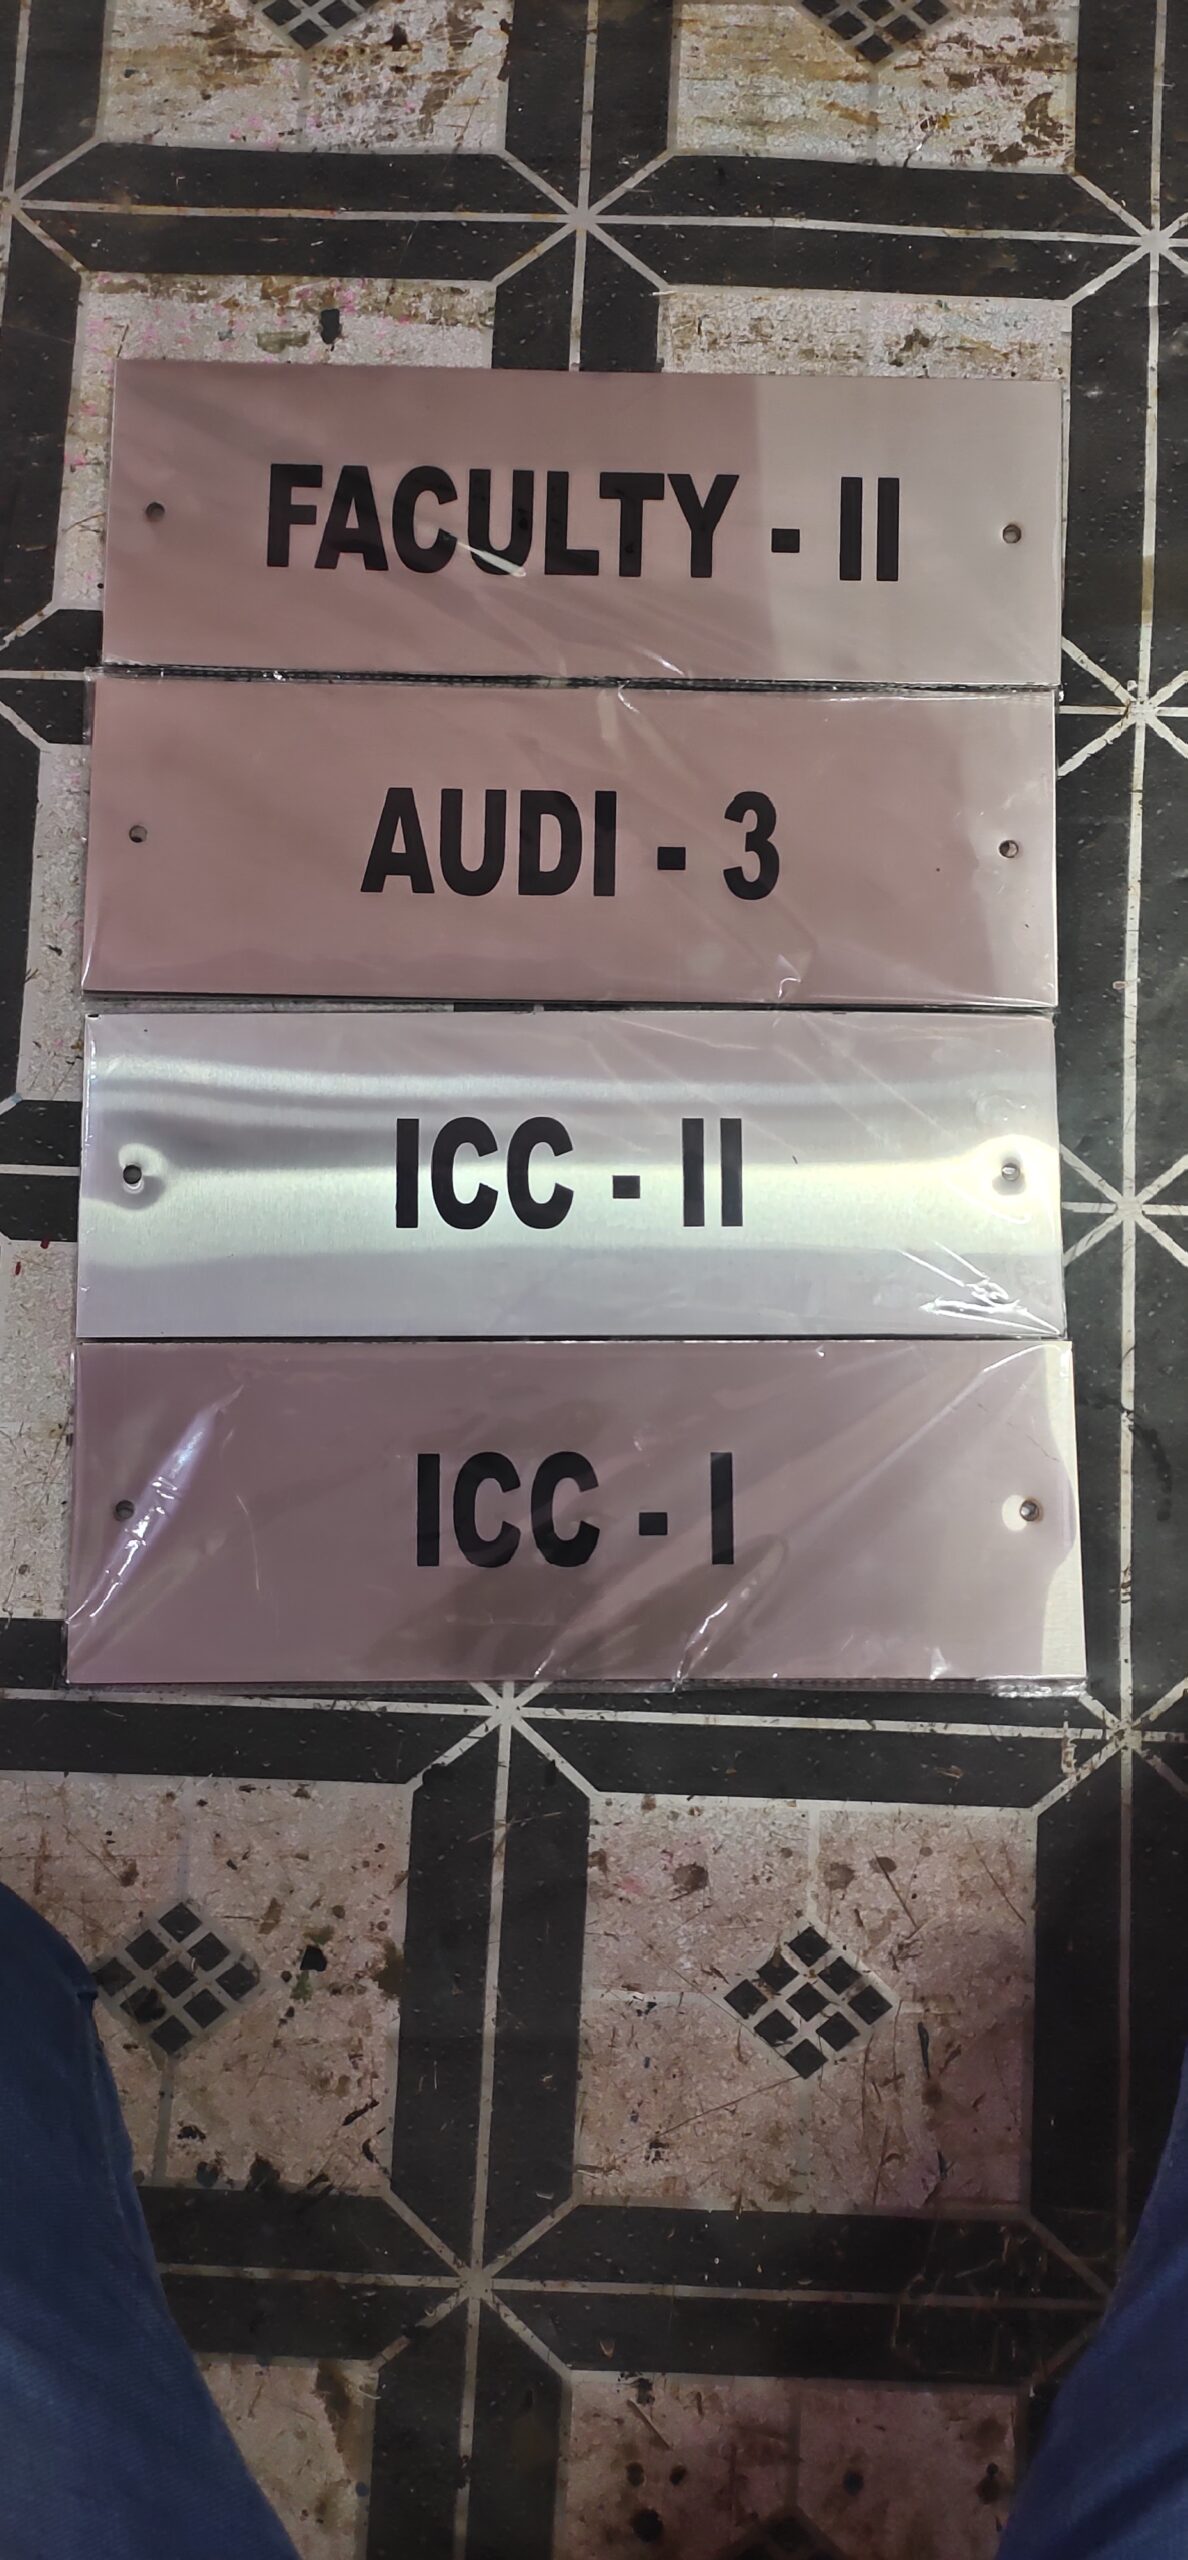 FACULTY - II
AUDI - 3
ICC - II
ICC - I